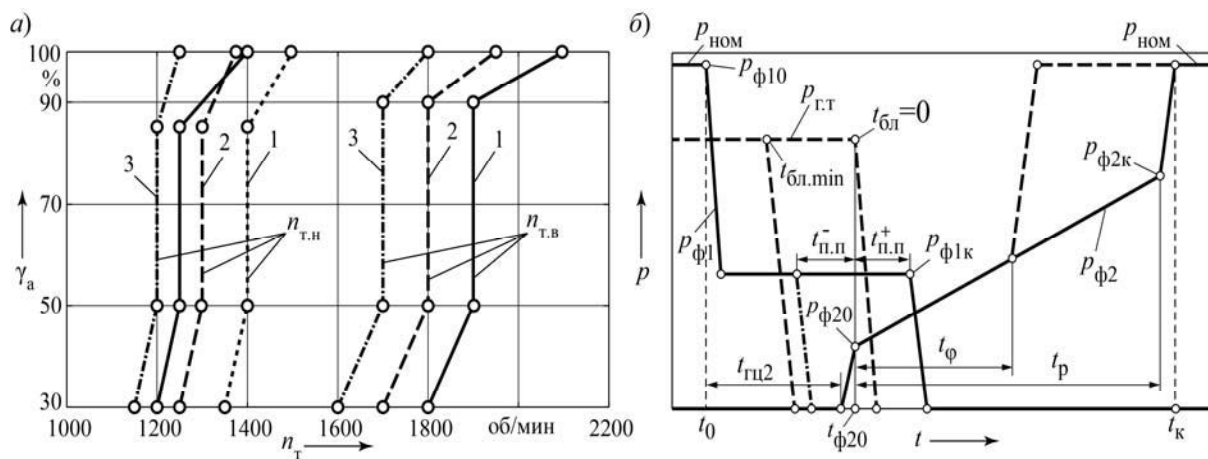 а)
100
%
90
70
50
30
γа
3
2
1
3
2
1
nт.н
nт.в
1000
1200
1400
1600
1800
об/мин
2200
nт
б)
pном
pном
pф10
pг.т
tбл=0
tбл.min
pф2к
pф1
t⁻п.п
t⁺п.п
pф1к
pф2
p
pф20
tφ
tгц2
tр
t0
tф20
t
tк